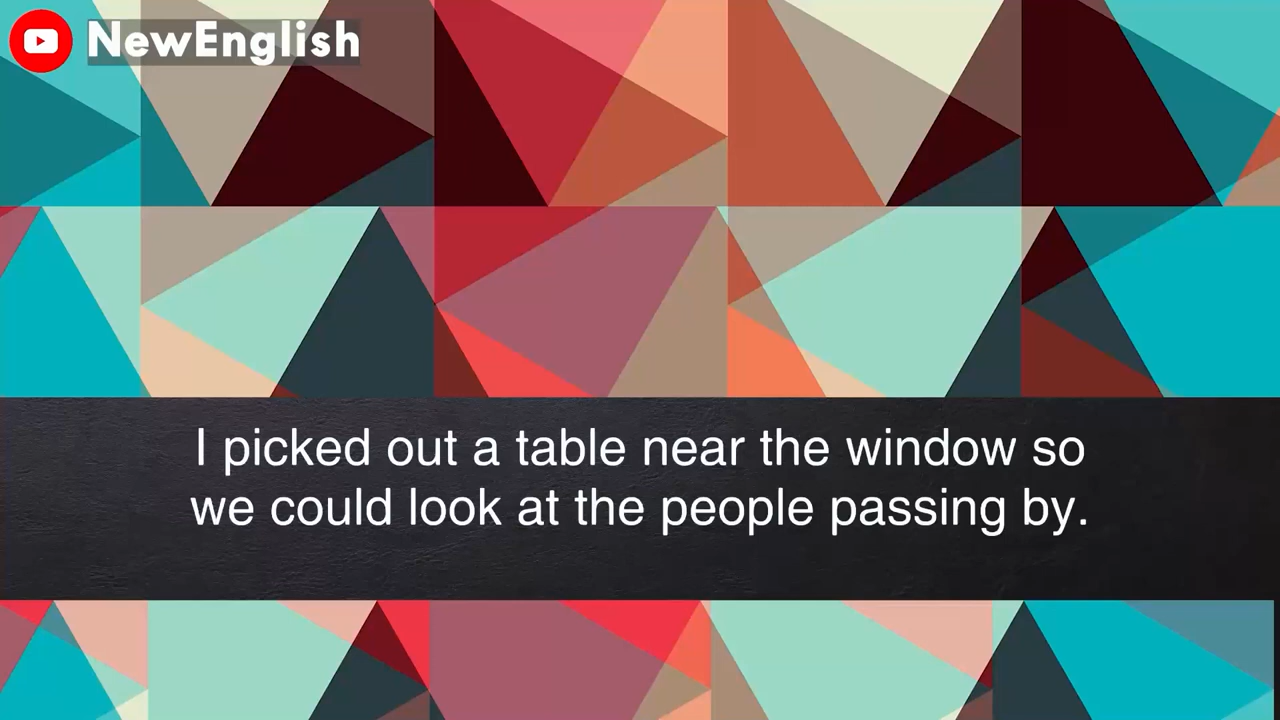 NewEnglish
I picked out a table near the window so
we could look at the people passing by.